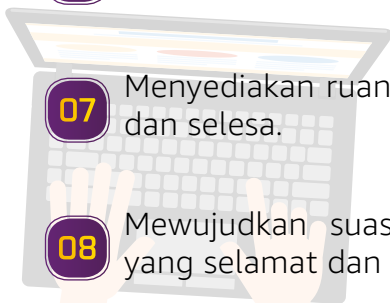 07
Menyediakan ruan
dan selesa.
08
Mewujudkan suas
yang selamat dan